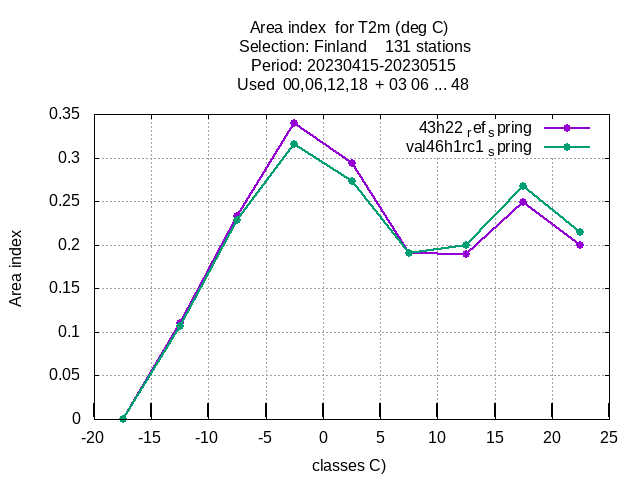 Area index  for T2m (deg C)
Selection: Finland    131 stations
Period: 20230415-20230515
Used  00,06,12,18  + 03 06 ... 48
0.35
43h22 ref spring
val46h1rc1 spring
0.3
0.25
0.2
0.15
0.1
0.05
0
Area index
-20 -15 -10 -5 0 5 10 15 20 25
classes C)